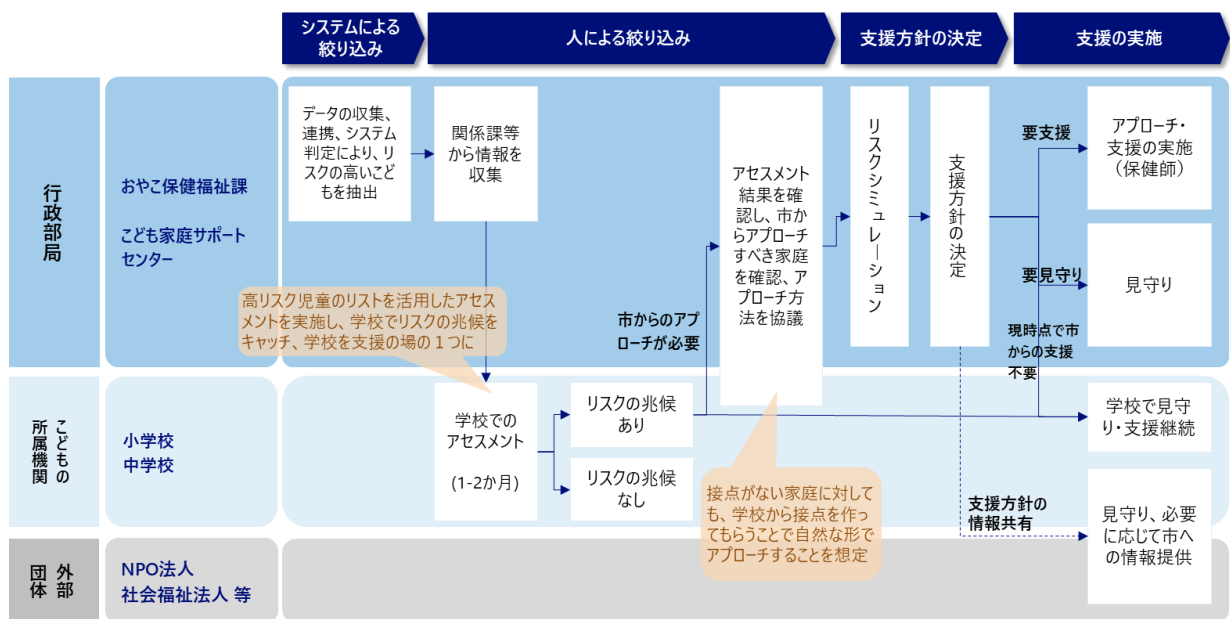 システムによる
絞り込み
人による絞り込み
支援方針の決定
支援の実施
行政部局
おやこ保健福祉課
こども家庭サポート
センター
データの収集、
連携、システム
判定により、リ
スクの高いこど
もを抽出
関係課等
から情報を
収集
アセスメント
結果を確
認し、市か
らアプローチ
すべき家庭
を確認、ア
プローチ方
法を協議
リスクシミュレーション
支援方針の決定
要支援
アプローチ・
支援の実施
（保健師）
要見守り
見守り
現時点で市
からの支援
不要
高リスク児童のリストを活用したアセス
メントを実施し、学校でリスクの兆候を
キャッチ、学校を支援の場の１つに
市からのアプ
ローチが必要
こどもの
所属機関
小学校
中学校
学校での
アセスメント
(1-2か月)
リスクの兆候
あり
リスクの兆候
なし
学校で見守
り・支援継続
接点がない家庭に対して
も、学校から接点を作っ
てもらうことで自然な形で
アプローチすることを想定
支援方針の
情報共有
見守り、必要
に応じて市へ
の情報提供
外部
団体
NPO法人
社会福祉法人 等